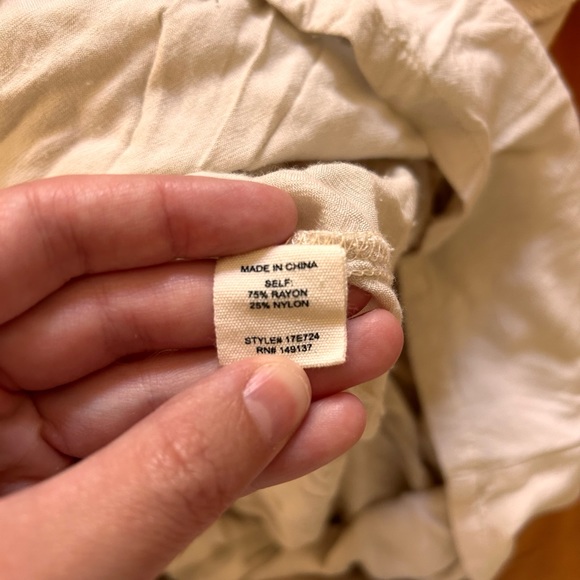 MADE IN CHINA
SELF:
75% RAYON
25% NYLON
STYLE# 17E724
RN# 149137